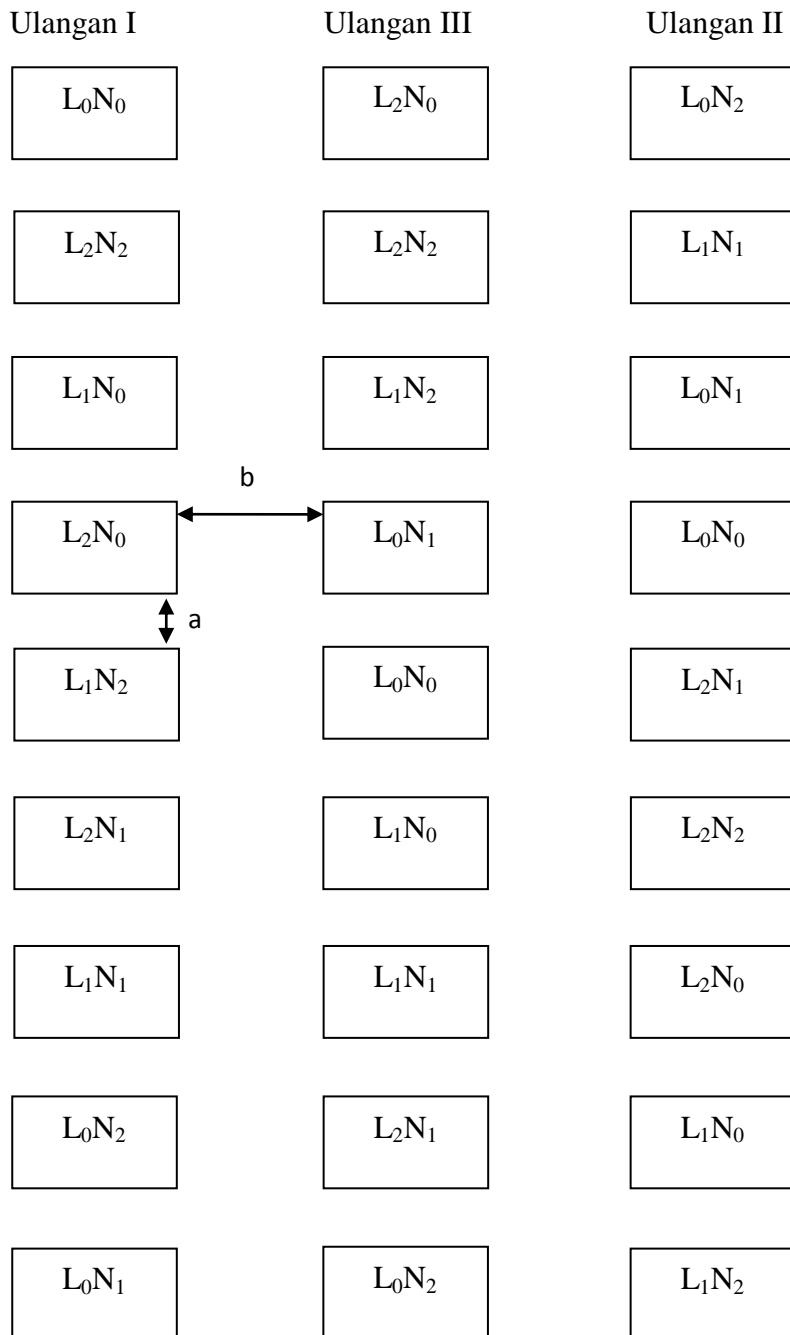 Ulangan I Ulangan III Ulangan II
L₀N₀ L₂N₀ L₀N₂
L₂N₂ L₂N₂ L₁N₁
L₁N₀ L₁N₂ L₀N₁
b
L₂N₀ L₀N₁ L₀N₀
a
L₁N₂ L₀N₀ L₂N₁
L₂N₁ L₁N₀ L₂N₂
L₁N₁ L₁N₁ L₂N₀
L₀N₂ L₂N₁ L₁N₀
L₀N₁ L₀N₂ L₁N₂